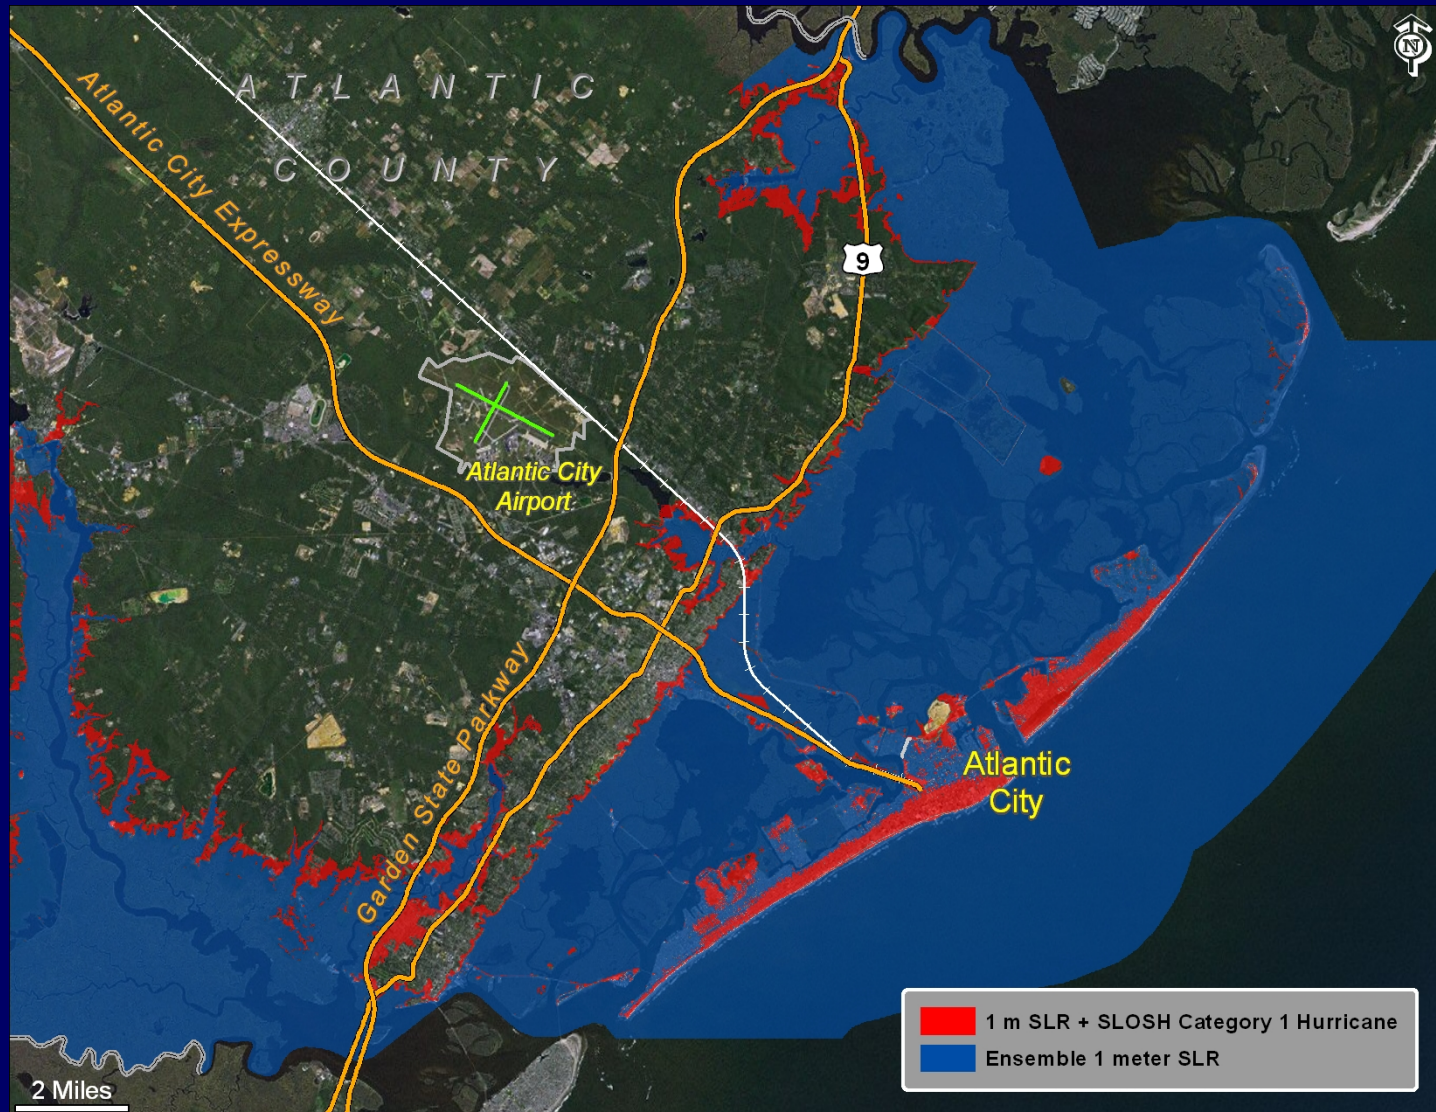 N
ATLANTIC
COUNTY
Atlantic City Expressway
9
Atlantic City
Airport
Garden State Parkway
Atlantic
City
1 m SLR + SLOSH Category 1 Hurricane
Ensemble 1 meter SLR
2 Miles